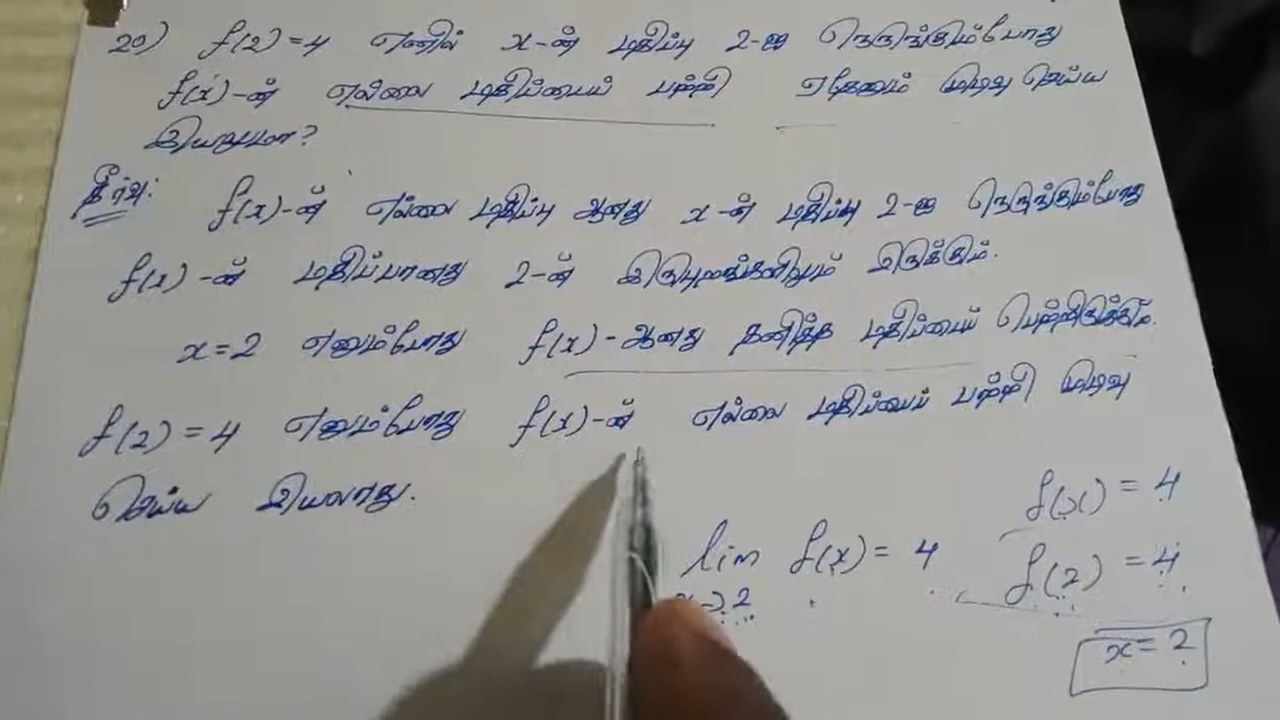 20) f(2) = 4 எனில் x-ன் மதிப்பு 2-ஐ நெருங்கும்போது
f(x)-ன் எல்லை மதிப்பைப் பற்றி ஏதேனும் முடிவு செய்ய
இயலுமா?
தீர்வு: f(x)-ன் எல்லை மதிப்பு ஆனது x-ன் மதிப்பு 2-ஐ நெருங்கும்போது
f(x)-ன் மதிப்பானது 2-ன் இருபுறங்களிலும் இருக்கும்.
x = 2 எனும்போது f(x)-ஆனது தனித்த மதிப்பைப் பெற்றிருக்கும்.
f(2) = 4 எனும்போது f(x)-ன் எல்லை மதிப்பைப் பற்றி முடிவு
செய்ய இயலாது.
f(x) = 4
lim f(x) = 4
x→2
f(2) = 4
x = 2